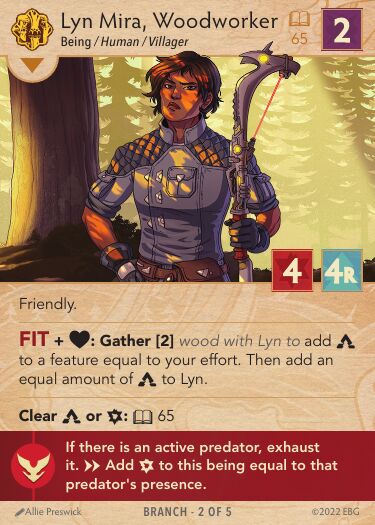 Lyn Mira, Woodworker
65
2
Being / Human / Villager
4
4R
Friendly.
FIT + : Gather [2] wood with Lyn to add
to a feature equal to your effort. Then add
an equal amount of to Lyn.
Clear or : 65
If there is an active predator, exhaust
it. Add to this being equal to that
predator's presence.
Allie Preswick
BRANCH - 2 OF 5
©2022 EBG